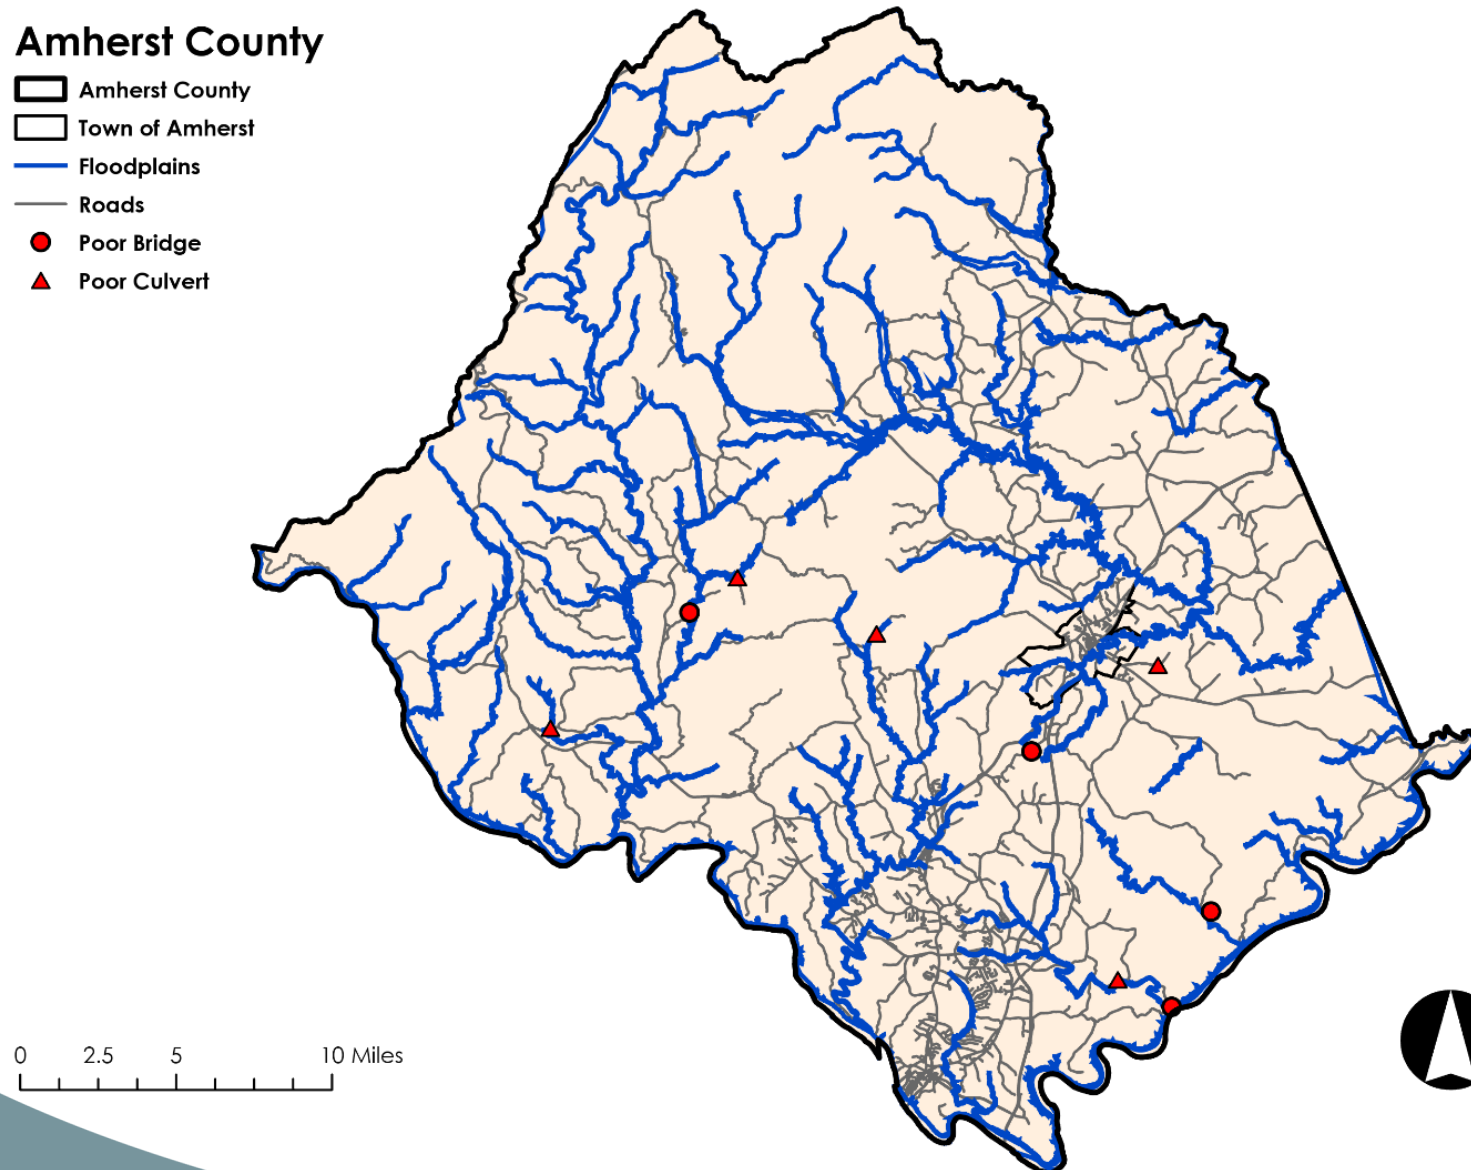 Amherst County
Amherst County
Town of Amherst
Floodplains
Roads
Poor Bridge
Poor Culvert
0 2.5 5 10 Miles